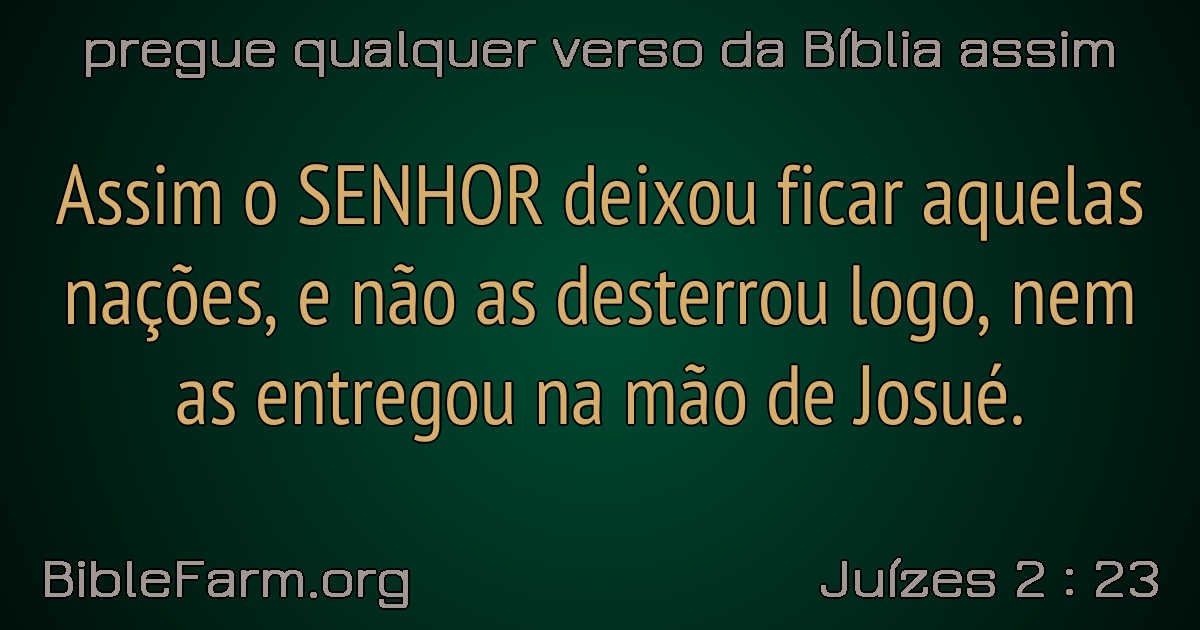 pregue qualquer verso da Bíblia assim
Assim o SENHOR deixou ficar aquelas
nações, e não as desterrou logo, nem
as entregou na mão de Josué.
BibleFarm.org
Juízes 2 : 23